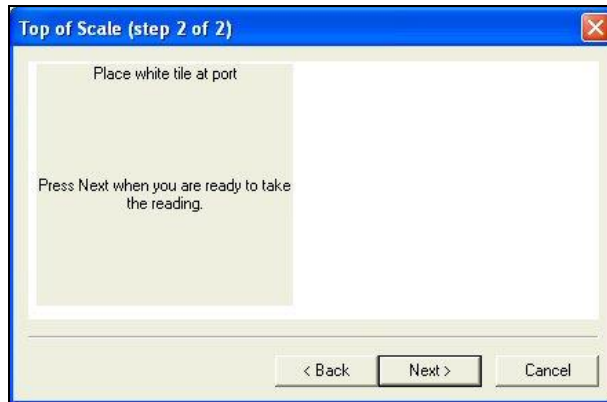 Top of Scale (step 2 of 2)
Place white tile at port
Press Next when you are ready to take
the reading.
< Back
Next >
Cancel